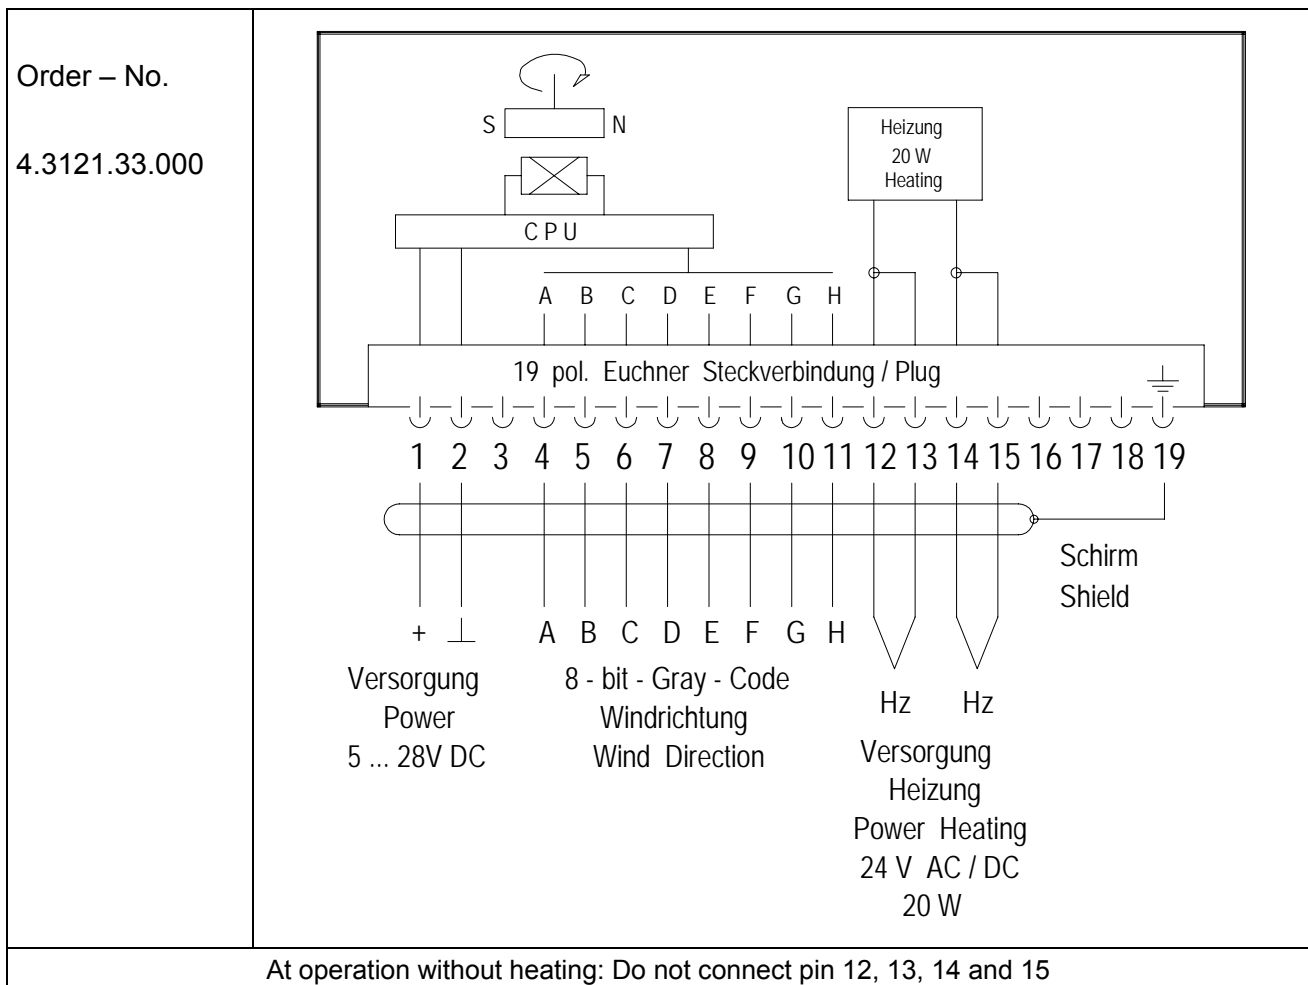 Order – No.
4.3121.33.000
S N
Heizung
20 W
Heating
CPU
A B C D E F G H
19 pol. Euchner Steckverbindung / Plug
1 2 3 4 5 6 7 8 9 10 11 12 13 14 15 16 17 18 19
Schirm
Shield
+ A B C D E F G H
Versorgung
Power
5 ... 28V DC
8 - bit - Gray - Code
Windrichtung
Wind Direction
Hz Hz
Versorgung
Heizung
Power Heating
24 V AC / DC
20 W
At operation without heating: Do not connect pin 12, 13, 14 and 15